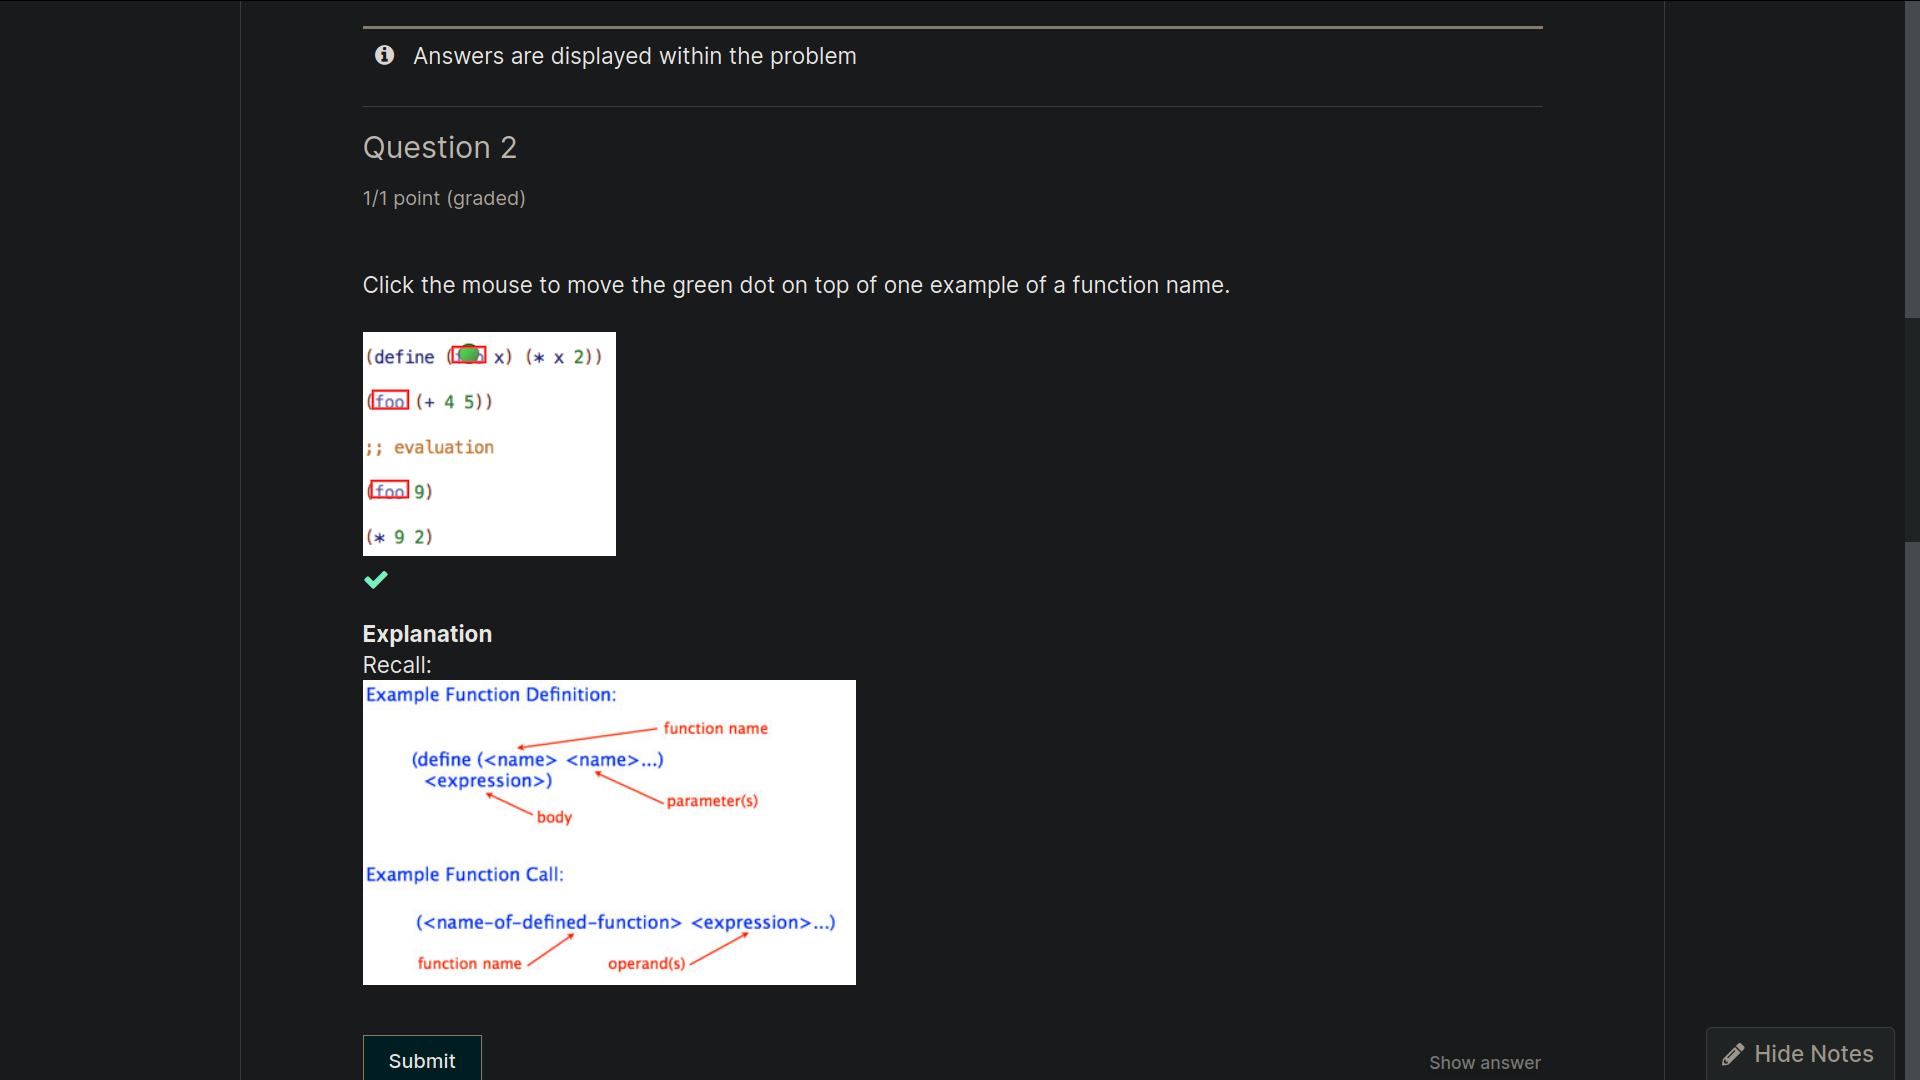 Answers are displayed within the problem
Question 2
1/1 point (graded)
Click the mouse to move the green dot on top of one example of a function name.
(define ( x) (* x 2))
(foo (+ 4 5))
;; evaluation
(foo 9)
(* 9 2)
Explanation
Recall:
Example Function Definition:
function name
(define (<name> <name>...)
<expression>)
parameter(s)
body
Example Function Call:
(<name-of-defined-function> <expression>...)
function name operand(s)
Submit
Show answer
Hide Notes